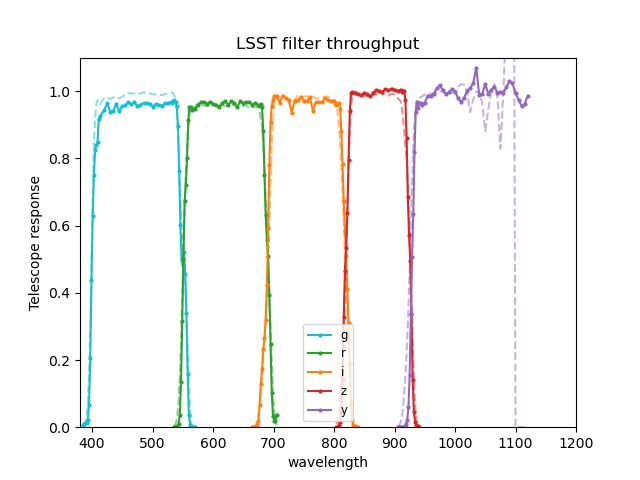 LSST filter throughput
Telescope response
1.0
0.8
0.6
0.4
0.2
0.0
g
r
i
z
y
400 500 600 700 800 900 1000 1100 1200
wavelength